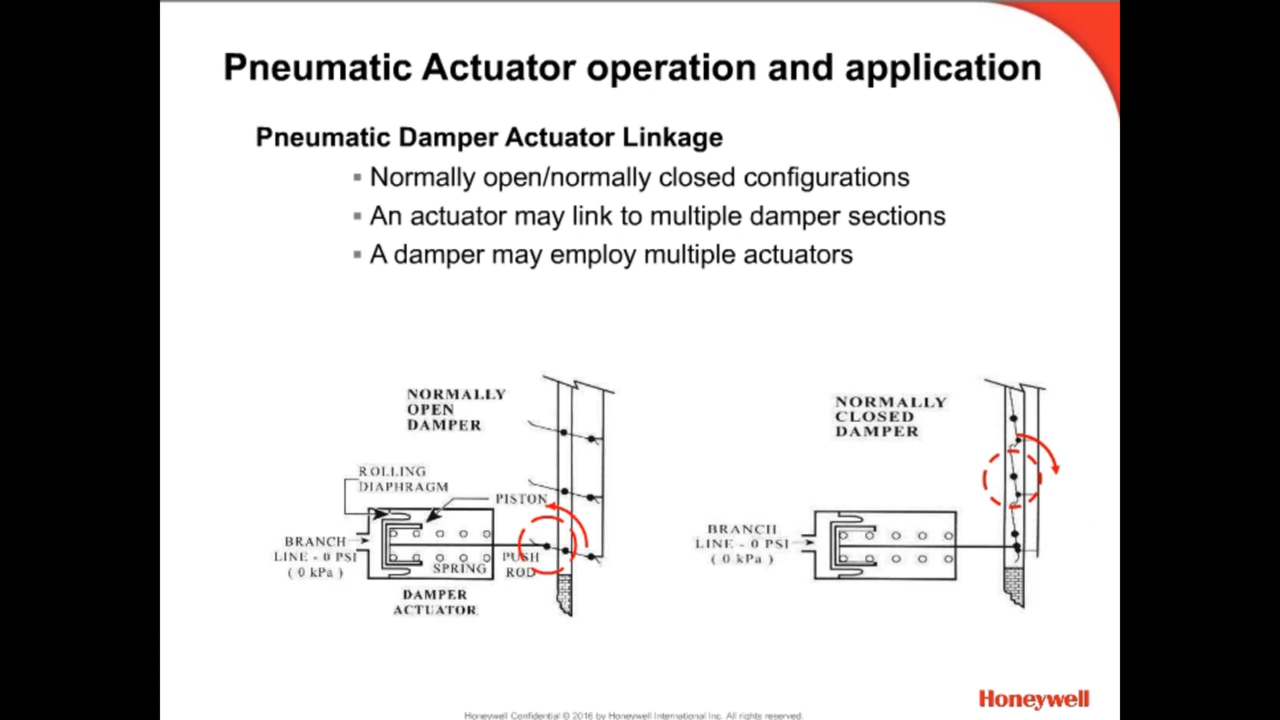 Pneumatic Actuator operation and application
Pneumatic Damper Actuator Linkage
▪ Normally open/normally closed configurations
▪ An actuator may link to multiple damper sections
▪ A damper may employ multiple actuators
NORMALLY
OPEN
DAMPER
ROLLING
DIAPHRAGM
PISTON
BRANCH
LINE - 0 PSI
( 0 kPa )
SPRING
PUSH
ROD
DAMPER
ACTUATOR
NORMALLY
CLOSED
DAMPER
BRANCH
LINE - 0 PSI
( 0 kPa )
Honeywell
Honeywell Confidential © 2016 by Honeywell International Inc. All rights reserved.